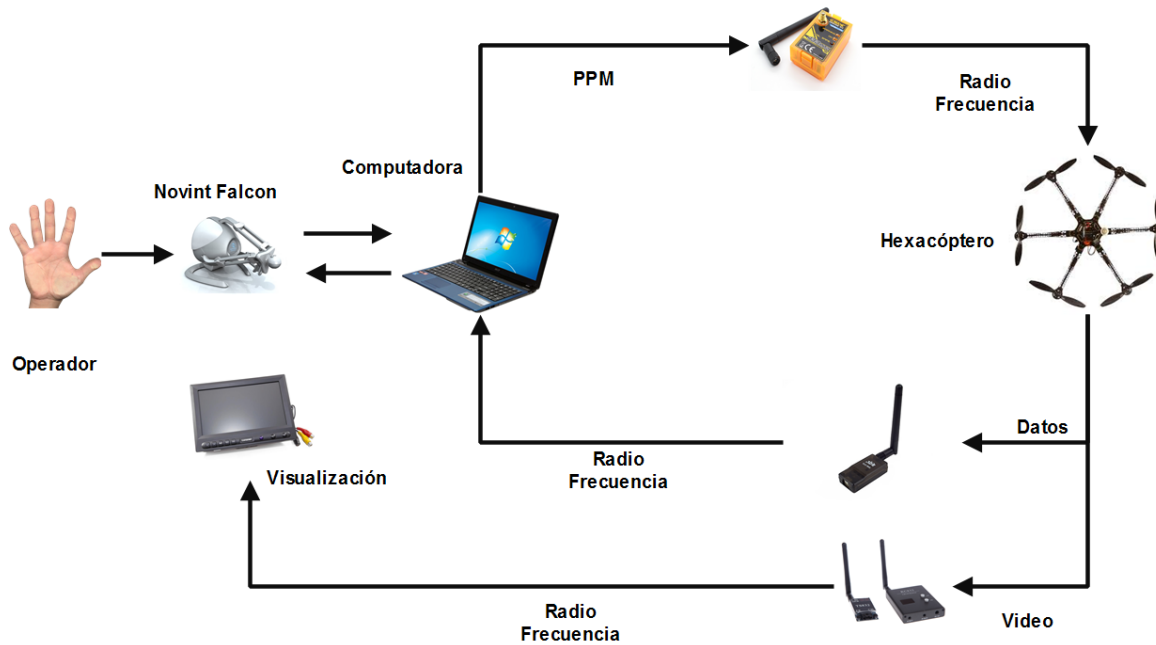 PPM
Radio
Frecuencia
Computadora
Novint Falcon
Hexacóptero
Operador
Datos
Radio
Frecuencia
Visualización
Radio
Frecuencia
Video